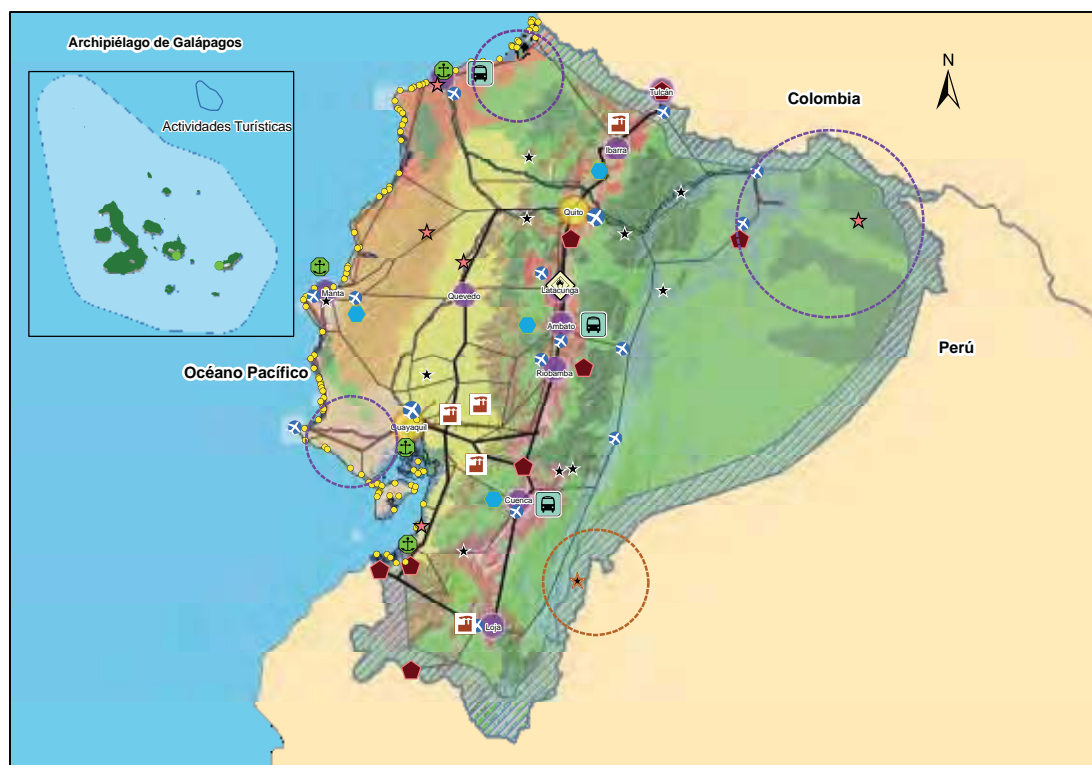 Archipiélago de Galápagos
Actividades Turísticas
N
Colombia
Tulcán
Ibarra
Quito
Latacunga
Manta
Quevedo
Ambato
Perú
Océano Pacífico
Riobamba
Guayaquil
Cuenca
Loja